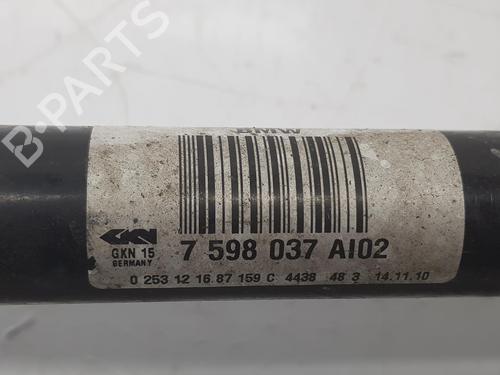 B-PARTS
BMW
GKN 15
GERMANY
7 598 037 AI02
0 253 12 16.87 159 C 4438 48 3 14.11.10